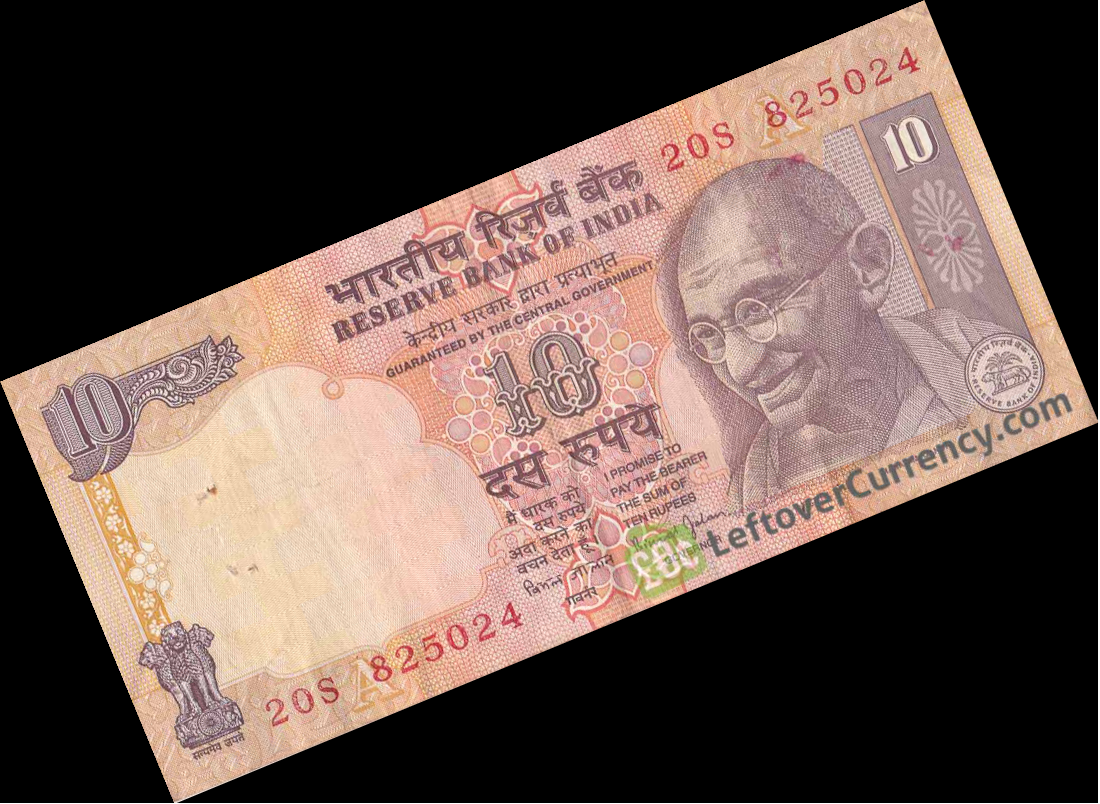 20S 825024
A
10
भारतीय रिज़र्व बैंक
RESERVE BANK OF INDIA
केन्द्रीय सरकार द्वारा प्रत्याभूत
GUARANTEED BY THE CENTRAL GOVERNMENT
10
10
दस रुपये
मैं धारक को
दस रुपये
अदा करने का
वचन देता हूँ
गवर्नर
I PROMISE TO
PAY THE BEARER
THE SUM OF
TEN RUPEES
भारतीय रिज़र्व बैंक
RESERVE BANK OF INDIA
£€
LeftoverCurrency.com
20S 825024
A
सत्यमेव जयते